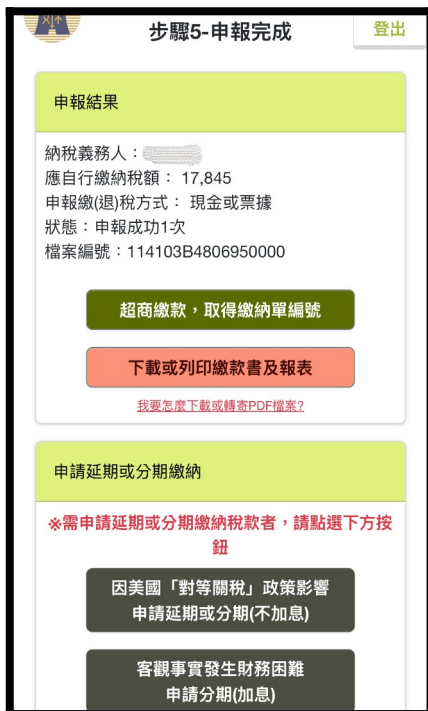 步驟5-申報完成
登出
申報結果
納稅義務人：
應自行繳納稅額： 17,845
申報繳(退)稅方式： 現金或票據
狀態：申報成功1次
檔案編號：114103B4806950000
超商繳款，取得繳納單編號
下載或列印繳款書及報表
我要怎麼下載或轉寄PDF檔案?
申請延期或分期繳納
※需申請延期或分期繳納稅款者，請點選下方按
鈕
因美國「對等關稅」政策影響
申請延期或分期(不加息)
客觀事實發生財務困難
申請分期(加息)